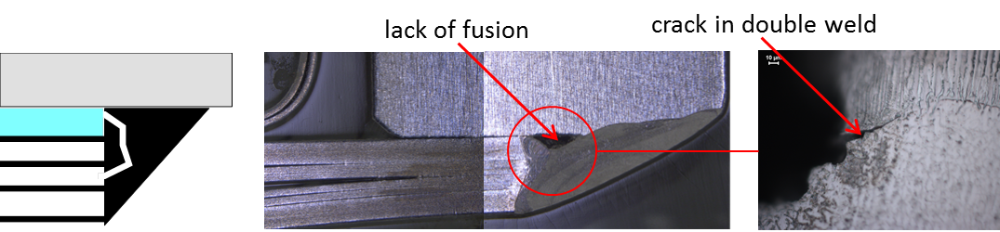 lack of fusion
crack in double weld
10 µm